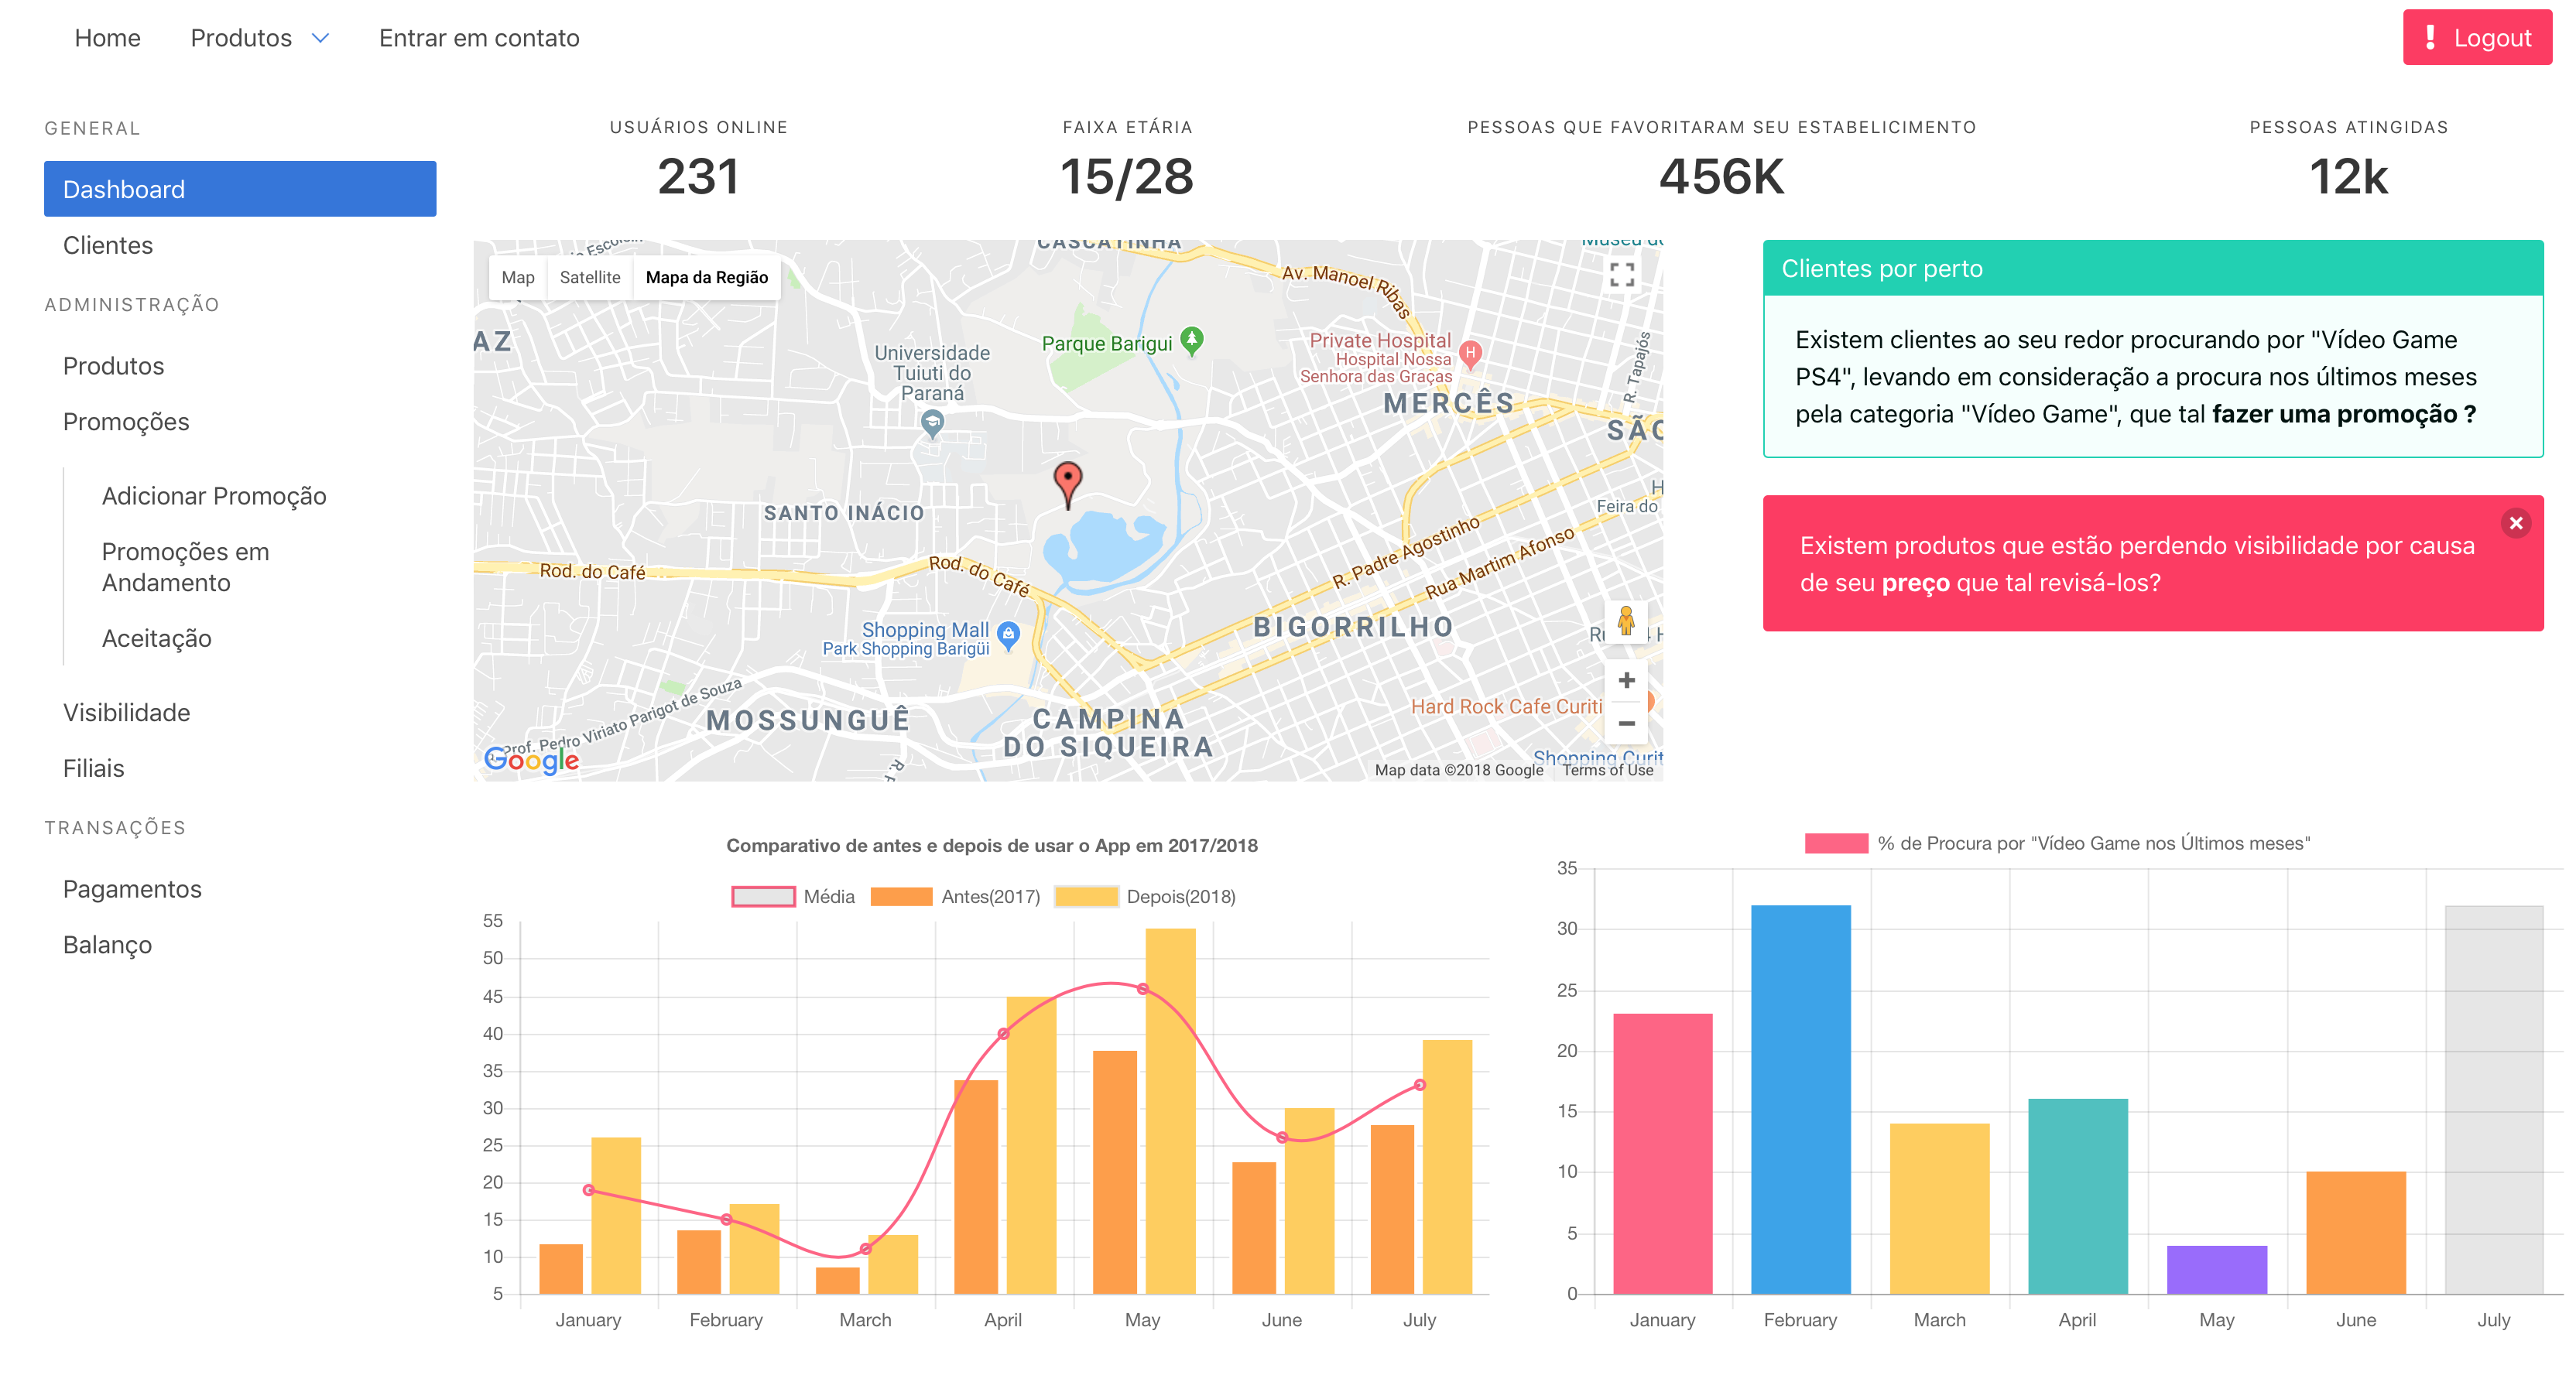 Home
Produtos
Entrar em contato
Logout
GENERAL
Dashboard
Clientes
ADMINISTRAÇÃO
Produtos
Promoções
Adicionar Promoção
Promoções em
Andamento
Aceitação
Visibilidade
Filiais
TRANSAÇÕES
Pagamentos
Balanço
USUÁRIOS ONLINE
231
FAIXA ETÁRIA
15/28
PESSOAS QUE FAVORITARAM SEU ESTABELICIMENTO
456K
PESSOAS ATINGIDAS
12k
Map
Satellite
Mapa da Região
CASCATINHA
Av. Manoel Ribas
AZ
Parque Barigui
Universidade
Tuiuti do
Paraná
Private Hospital
Hospital Nossa
Senhora das Graças
H
R. Tapajós
MERCÊS
SÃO
SANTO INÁCIO
Feira do
Rod. do Café
Rod. do Café
R. Padre Agostinho
Rua Martim Afonso
Shopping Mall
Park Shopping Barigüi
BIGORRILHO
Prof. Pedro Viriato Parigot de Souza
MOSSUNGUÊ
CAMPINA
DO SIQUEIRA
Hard Rock Cafe Curiti
Shopping Curit
Google
Map data ©2018 Google
Terms of Use
Clientes por perto
Existem clientes ao seu redor procurando por "Vídeo Game
PS4", levando em consideração a procura nos últimos meses
pela categoria "Vídeo Game", que tal fazer uma promoção ?
Existem produtos que estão perdendo visibilidade por causa
de seu preço que tal revisá-los?
Comparativo de antes e depois de usar o App em 2017/2018
Média
Antes(2017)
Depois(2018)
55
50
45
40
35
30
25
20
15
10
5
January
February
March
April
May
June
July
% de Procura por "Vídeo Game nos Últimos meses"
35
30
25
20
15
10
5
0
January
February
March
April
May
June
July